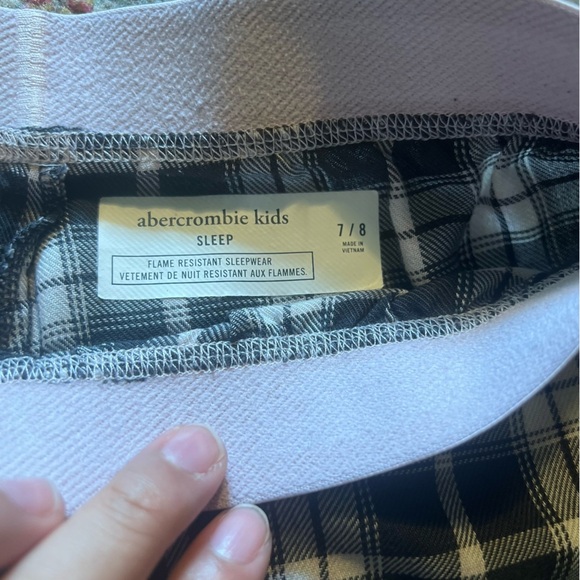 abercrombie kids
SLEEP
7 / 8
MADE IN
VIETNAM
FLAME RESISTANT SLEEPWEAR
VETEMENT DE NUIT RESISTANT AUX FLAMMES.